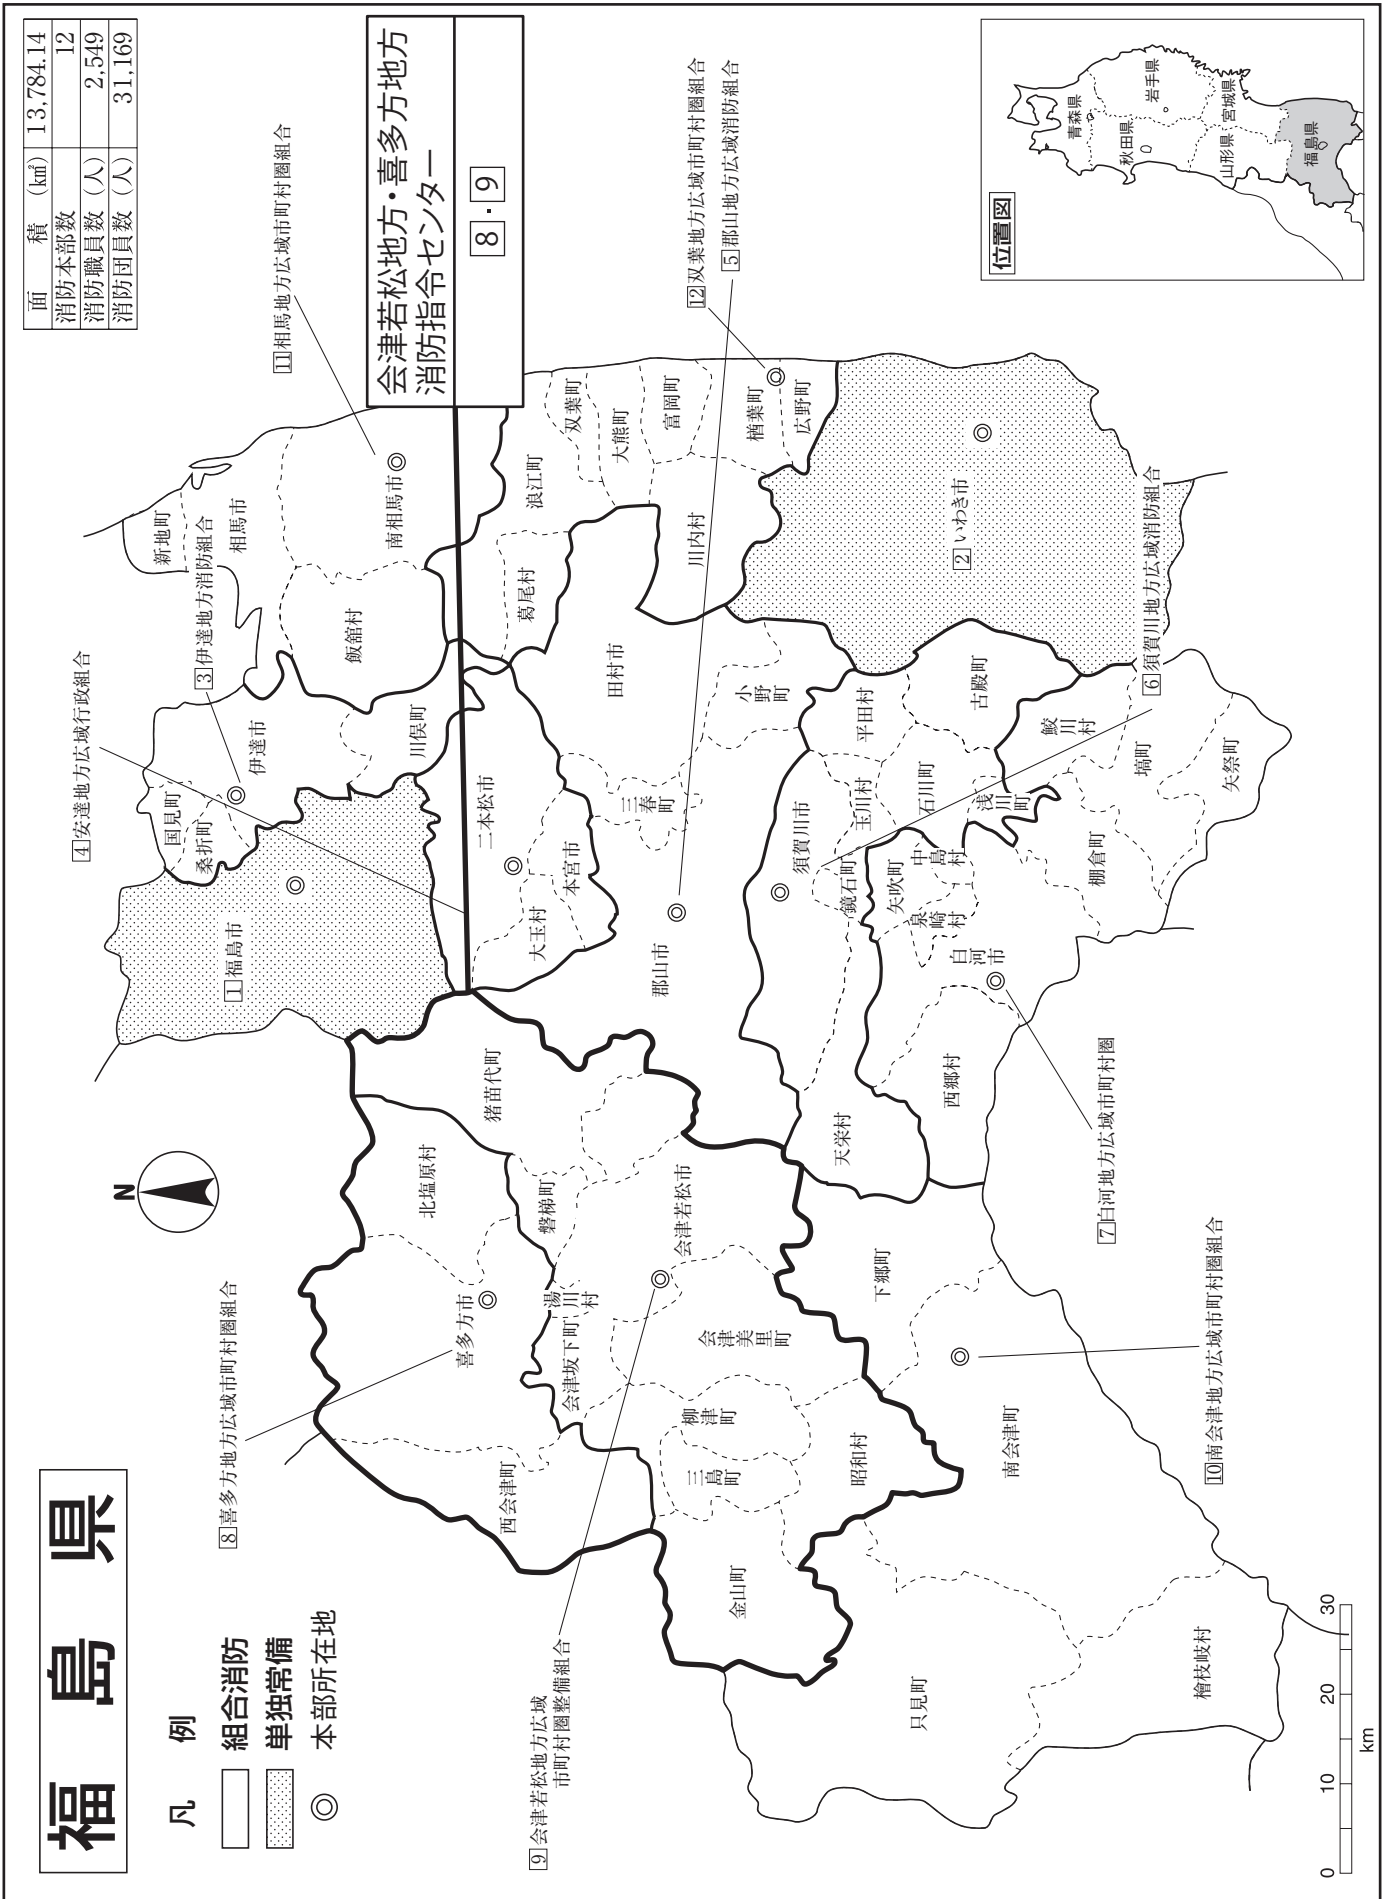 福島県
凡例
組合消防
単独常備
本部所在地
面積(㎢) 13,784.14
消防本部数 12
消防職員数(人) 2,549
消防団員数(人) 31,169
N
会津若松地方・喜多方地方
消防指令センター
8・9
1福島市
2いわき市
3伊達地方消防組合
4安達地方広域行政組合
5郡山地方広域消防組合
6須賀川地方広域消防組合
7白河地方広域市町村圏
8喜多方地方広域市町村圏組合
9会津若松地方広域
市町村圏整備組合
10南会津地方広域市町村圏組合
11相馬地方広域市町村圏組合
12双葉地方広域市町村圏組合
新地町
相馬市
南相馬市
飯舘村
国見町
桑折町
伊達市
川俣町
二本松市
大玉村
本宮市
浪江町
葛尾村
双葉町
大熊町
富岡町
楢葉町
広野町
川内村
田村市
三春町
小野町
郡山市
須賀川市
鏡石町
天栄村
玉川村
平田村
石川町
古殿町
浅川町
矢吹町
中島村
泉崎村
白河市
西郷村
棚倉町
鮫川村
塙町
矢祭町
猪苗代町
北塩原村
喜多方市
西会津町
磐梯町
湯川村
会津坂下町
会津若松市
会津美里町
柳津町
三島町
金山町
昭和村
下郷町
南会津町
只見町
檜枝岐村
位置図
青森県
岩手県
秋田県
宮城県
山形県
福島県
0 10 20 30
km